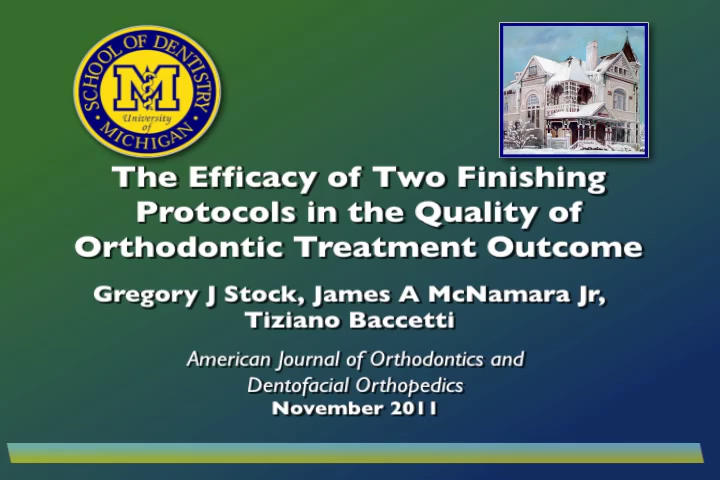 SCHOOL OF DENTISTRY
M
University
of
• MICHIGAN •
The Efficacy of Two Finishing
Protocols in the Quality of
Orthodontic Treatment Outcome
Gregory J Stock, James A McNamara Jr,
Tiziano Baccetti
American Journal of Orthodontics and
Dentofacial Orthopedics
November 2011